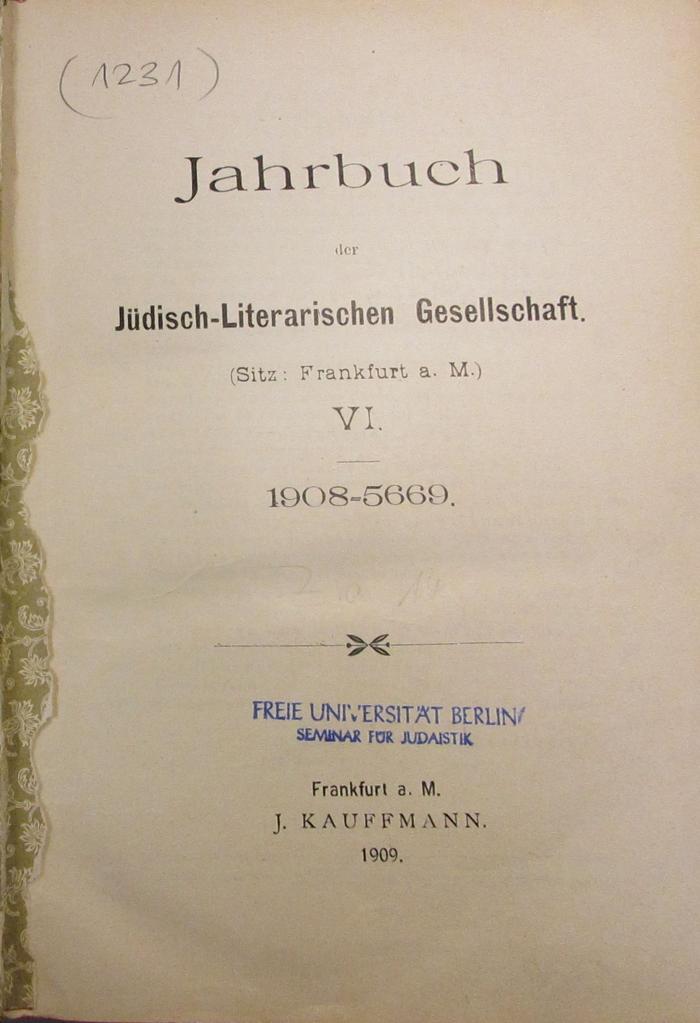 (1231)
Jahrbuch
der
Jüdisch-Literarischen Gesellschaft.
(Sitz: Frankfurt a. M.)
VI.
1908-5669.
FREIE UNIVERSITÄT BERLIN
SEMINAR FÜR JUDAISTIK
Frankfurt a. M.
J. KAUFFMANN.
1909.